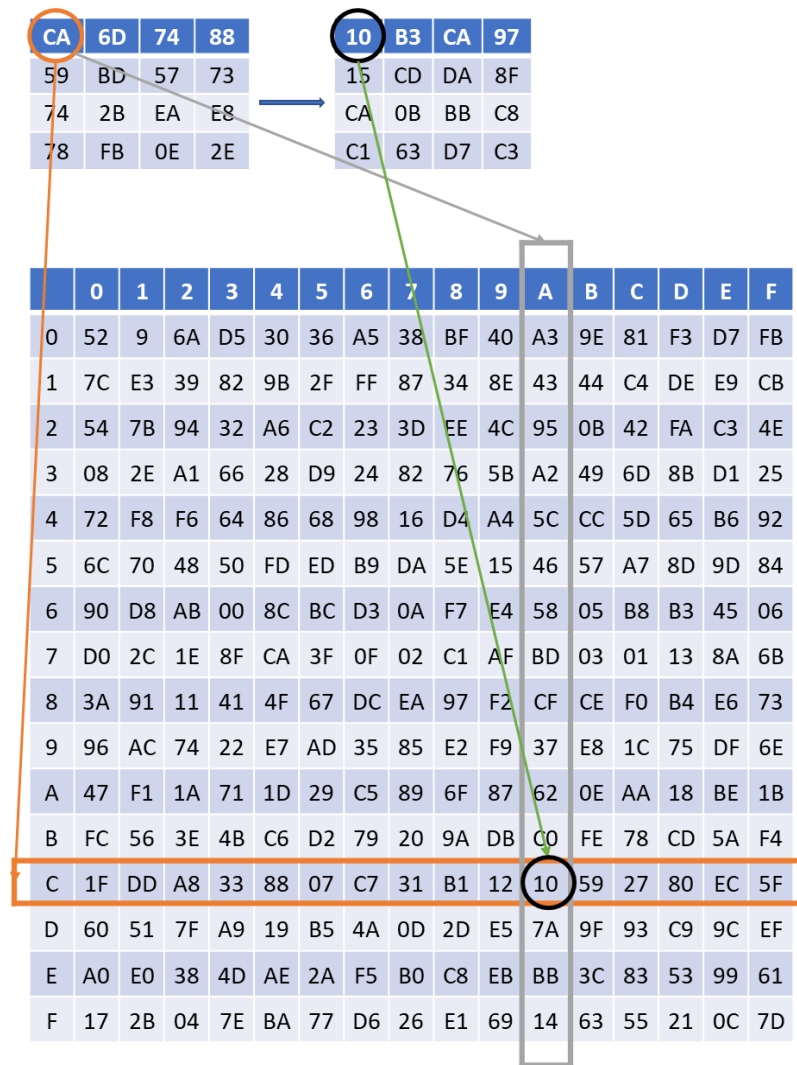 CA 6D 74 88 10 B3 CA 97
59 BD 57 73 15 CD DA 8F
74 2B EA E8 CA 0B BB C8
78 FB 0E 2E C1 63 D7 C3
0 1 2 3 4 5 6 7 8 9 A B C D E F
0 52 9 6A D5 30 36 A5 38 BF 40 A3 9E 81 F3 D7 FB
1 7C E3 39 82 9B 2F FF 87 34 8E 43 44 C4 DE E9 CB
2 54 7B 94 32 A6 C2 23 3D EE 4C 95 0B 42 FA C3 4E
3 08 2E A1 66 28 D9 24 82 76 5B A2 49 6D 8B D1 25
4 72 F8 F6 64 86 68 98 16 D4 A4 5C CC 5D 65 B6 92
5 6C 70 48 50 FD ED B9 DA 5E 15 46 57 A7 8D 9D 84
6 90 D8 AB 00 8C BC D3 0A F7 E4 58 05 B8 B3 45 06
7 D0 2C 1E 8F CA 3F 0F 02 C1 AF BD 03 01 13 8A 6B
8 3A 91 11 41 4F 67 DC EA 97 F2 CF CE F0 B4 E6 73
9 96 AC 74 22 E7 AD 35 85 E2 F9 37 E8 1C 75 DF 6E
A 47 F1 1A 71 1D 29 C5 89 6F 87 62 0E AA 18 BE 1B
B FC 56 3E 4B C6 D2 79 20 9A DB C0 FE 78 CD 5A F4
C 1F DD A8 33 88 07 C7 31 B1 12 10 59 27 80 EC 5F
D 60 51 7F A9 19 B5 4A 0D 2D E5 7A 9F 93 C9 9C EF
E A0 E0 38 4D AE 2A F5 B0 C8 EB BB 3C 83 53 99 61
F 17 2B 04 7E BA 77 D6 26 E1 69 14 63 55 21 0C 7D